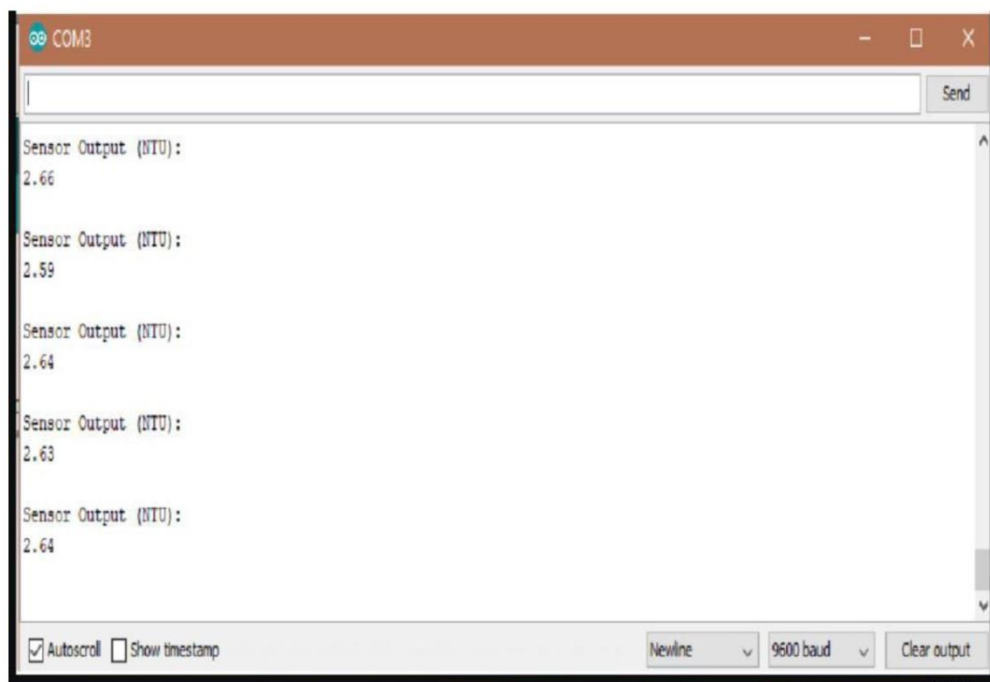 COM3
Send
Sensor Output (NTU):
2.66
Sensor Output (NTU):
2.59
Sensor Output (NTU):
2.64
Sensor Output (NTU):
2.63
Sensor Output (NTU):
2.64
Autoscroll Show timestamp Newline 9600 baud Clear output